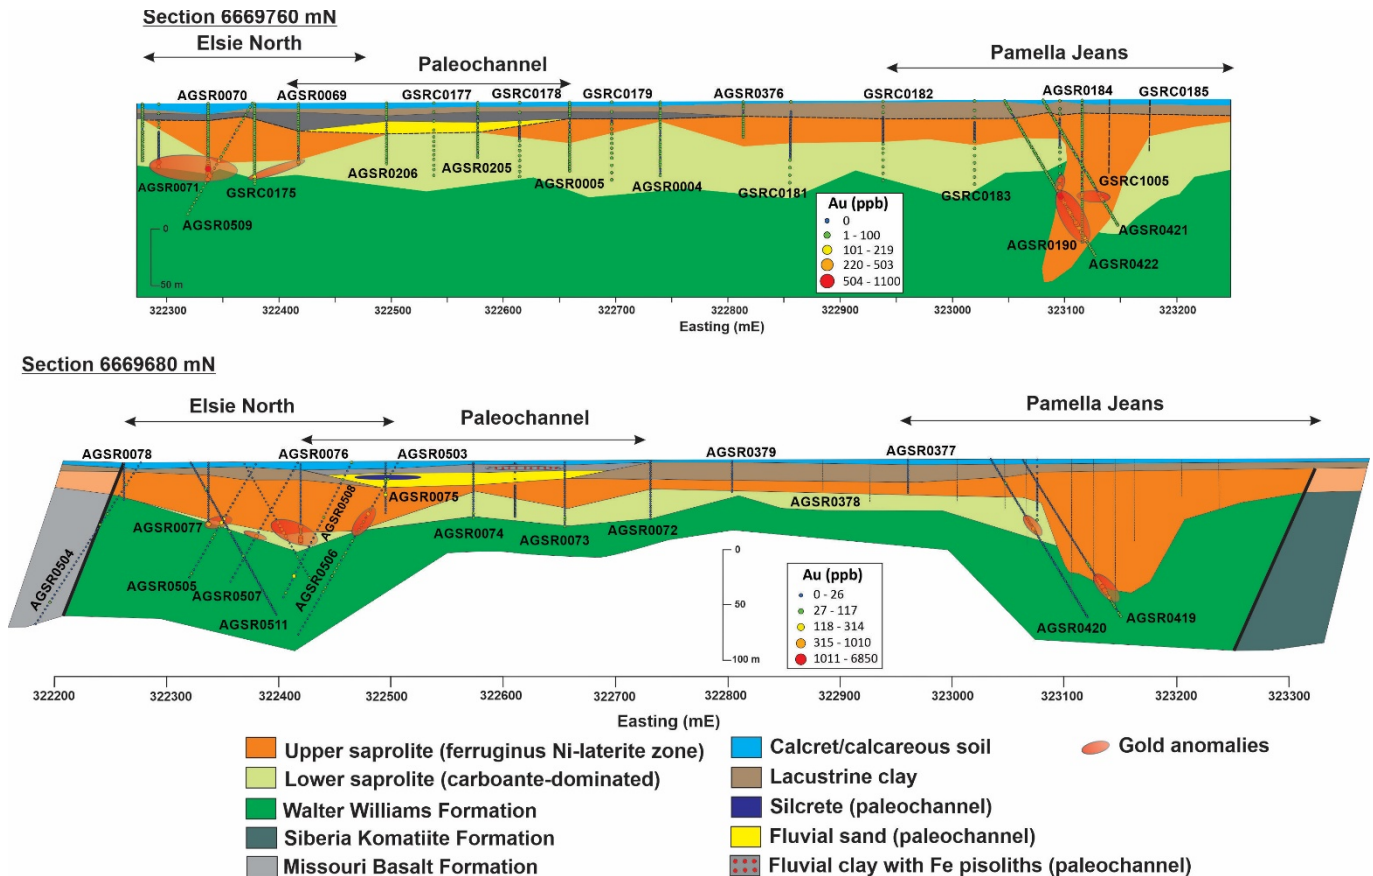 Section 6669760 mN
Elsie North
Paleochannel
Pamella Jeans
AGSR0070 AGSR0069 GSRC0177 GSRC0178 GSRC0179 AGSR0376 GSRC0182 AGSR0184 GSRC0185
AGSR0071 GSRC0175 AGSR0206 AGSR0205 AGSR0005 AGSR0004 GSRC0181 GSRC0183 GSRC1005
AGSR0509 AGSR0190 AGSR0421
AGSR0422
0
50 m
Au (ppb)
0
1 - 100
101 - 219
220 - 503
504 - 1100
322300 322400 322500 322600 322700 322800 322900 323000 323100 323200
Easting (mE)
Section 6669680 mN
Elsie North
Paleochannel
Pamella Jeans
AGSR0078 AGSR0076 AGSR0503 AGSR0379 AGSR0377
AGSR0508
AGSR0075 AGSR0378
AGSR0077 AGSR0074 AGSR0073 AGSR0072
AGSR0504
AGSR0505
AGSR0507
AGSR0506
AGSR0511
AGSR0420 AGSR0419
0
50
100 m
Au (ppb)
0 - 26
27 - 117
118 - 314
315 - 1010
1011 - 6850
322200 322300 322400 322500 322600 322700 322800 322900 323000 323100 323200 323300
Easting (mE)
Upper saprolite (ferruginus Ni-laterite zone)
Lower saprolite (carboante-dominated)
Walter Williams Formation
Siberia Komatiite Formation
Missouri Basalt Formation
Calcret/calcareous soil
Lacustrine clay
Silcrete (paleochannel)
Fluvial sand (paleochannel)
Fluvial clay with Fe pisoliths (paleochannel)
Gold anomalies